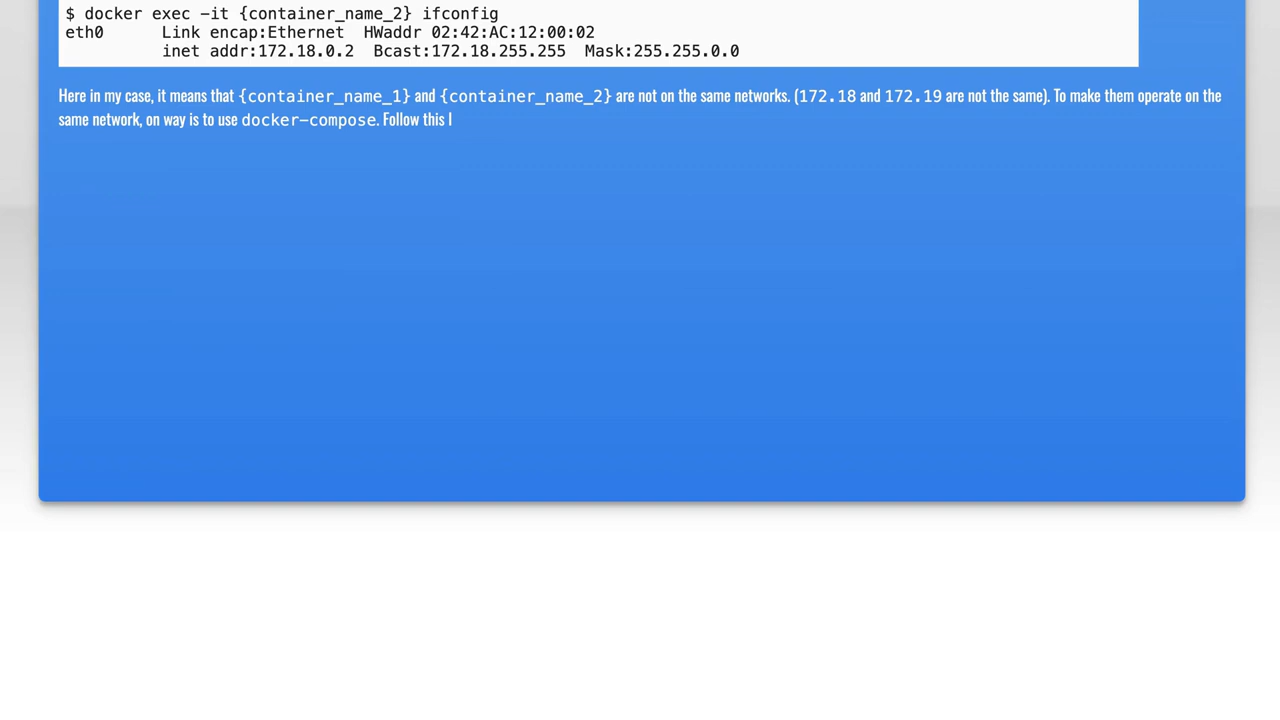 $ docker exec -it {container_name_2} ifconfig
eth0      Link encap:Ethernet  HWaddr 02:42:AC:12:00:02
          inet addr:172.18.0.2  Bcast:172.18.255.255  Mask:255.255.0.0
Here in my case, it means that {container_name_1} and {container_name_2} are not on the same networks. (172.18 and 172.19 are not the same). To make them operate on the
same network, on way is to use docker-compose. Follow this l